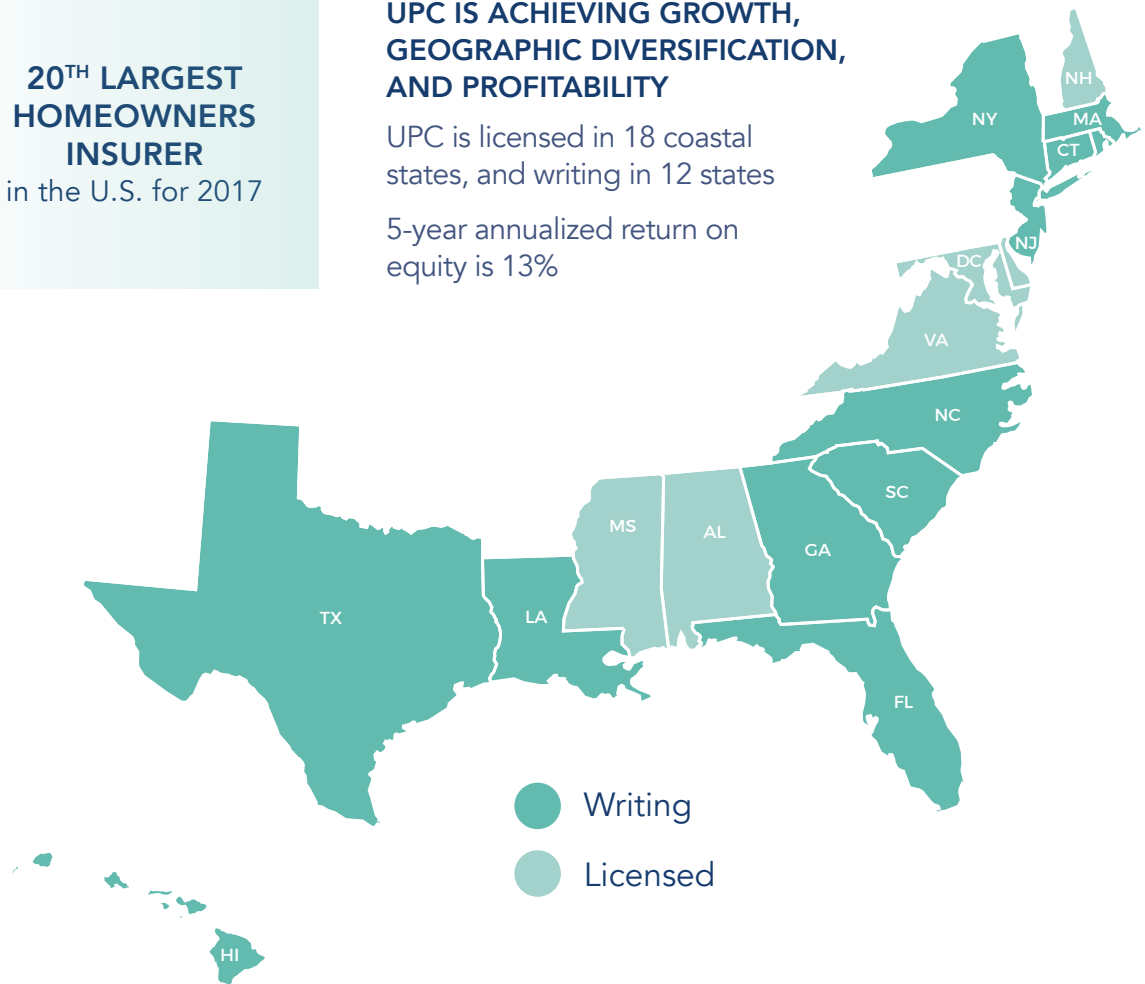 20TH LARGEST
HOMEOWNERS
INSURER
in the U.S. for 2017
UPC IS ACHIEVING GROWTH,
GEOGRAPHIC DIVERSIFICATION,
AND PROFITABILITY
UPC is licensed in 18 coastal
states, and writing in 12 states
5-year annualized return on
equity is 13%
NH
NY
MA
CT
NJ
DC
VA
NC
SC
MS
AL
GA
TX
LA
FL
Writing
Licensed
HI